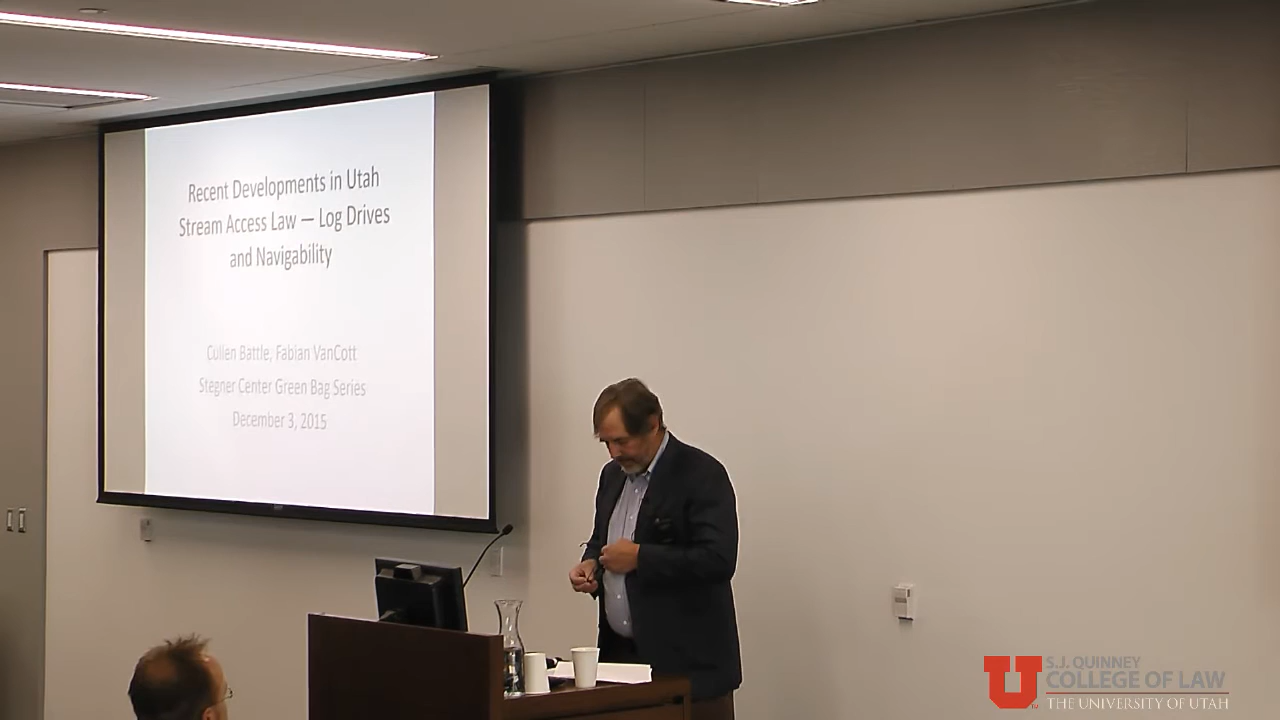 Recent Developments in Utah
Stream Access Law — Log Drives
and Navigability
Cullen Battle, Fabian VanCott
Stegner Center Green Bag Series
December 3, 2015
U
S.J. QUINNEY
COLLEGE OF LAW
THE UNIVERSITY OF UTAH